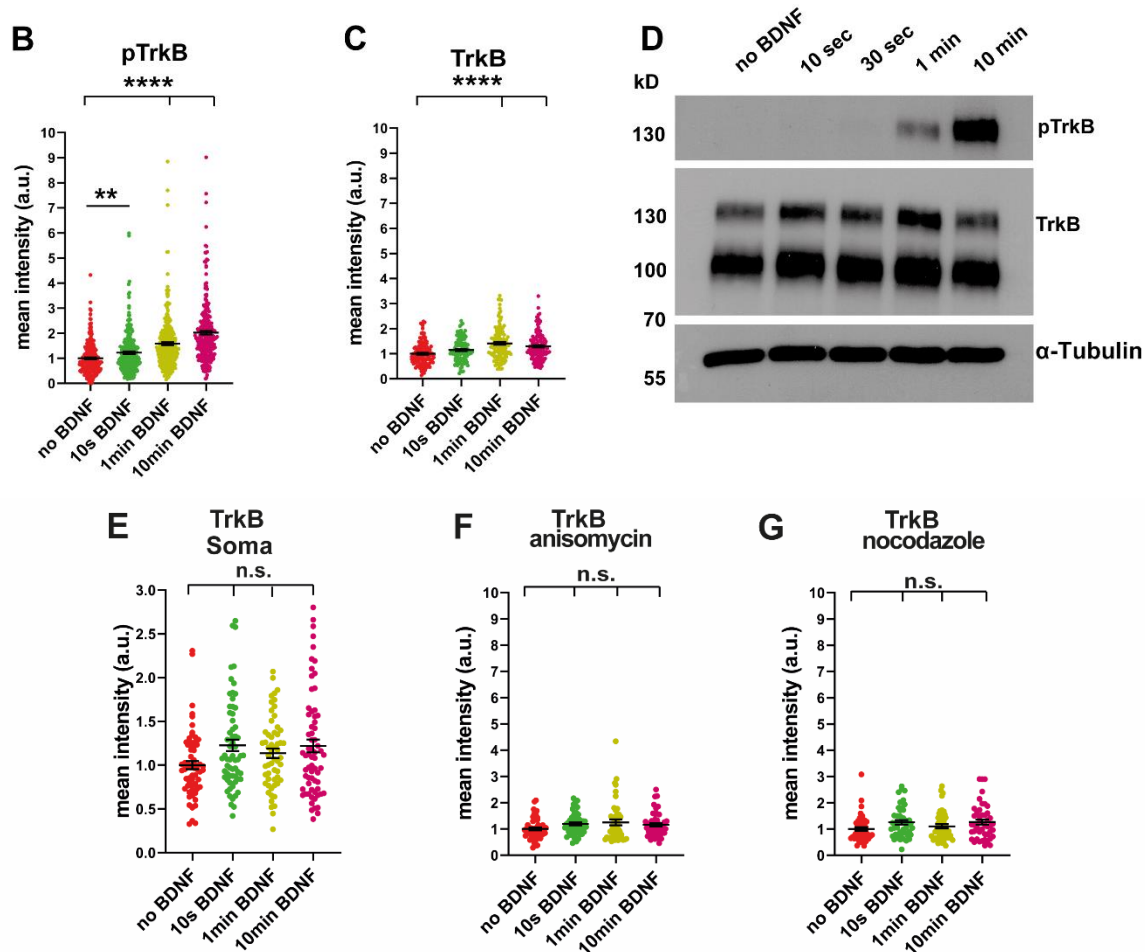 B
pTrkB
****
**
mean intensity (a.u.)
10
9
8
7
6
5
4
3
2
1
0
no BDNF
10s BDNF
1min BDNF
10min BDNF
C
TrkB
****
mean intensity (a.u.)
10
9
8
7
6
5
4
3
2
1
0
no BDNF
10s BDNF
1min BDNF
10min BDNF
D
no BDNF
10 sec
30 sec
1 min
10 min
kD
130
pTrkB
130
TrkB
100
70
α-Tubulin
55
E
TrkB
Soma
n.s.
mean intensity (a.u.)
3.0
2.5
2.0
1.5
1.0
0.5
0.0
no BDNF
10s BDNF
1min BDNF
10min BDNF
F
TrkB
anisomycin
n.s.
mean intensity (a.u.)
10
9
8
7
6
5
4
3
2
1
0
no BDNF
10s BDNF
1min BDNF
10min BDNF
G
TrkB
nocodazole
n.s.
mean intensity (a.u.)
10
9
8
7
6
5
4
3
2
1
0
no BDNF
10s BDNF
1min BDNF
10min BDNF